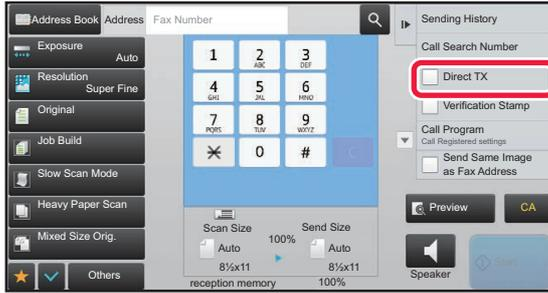 Address Book
Address
Fax Number
Exposure
Auto
Resolution
Super Fine
Original
Job Build
Slow Scan Mode
Heavy Paper Scan
Mixed Size Orig.
Others
1
2
ABC
3
DEF
4
GHI
5
JKL
6
MNO
7
PQRS
8
TUV
9
WXYZ
0
#
C
Scan Size
Send Size
100%
Auto
Auto
8½x11
8½x11
reception memory
100%
Sending History
Call Search Number
Direct TX
Verification Stamp
Call Program
Call Registered settings
Send Same Image
as Fax Address
Preview
CA
Speaker
Start